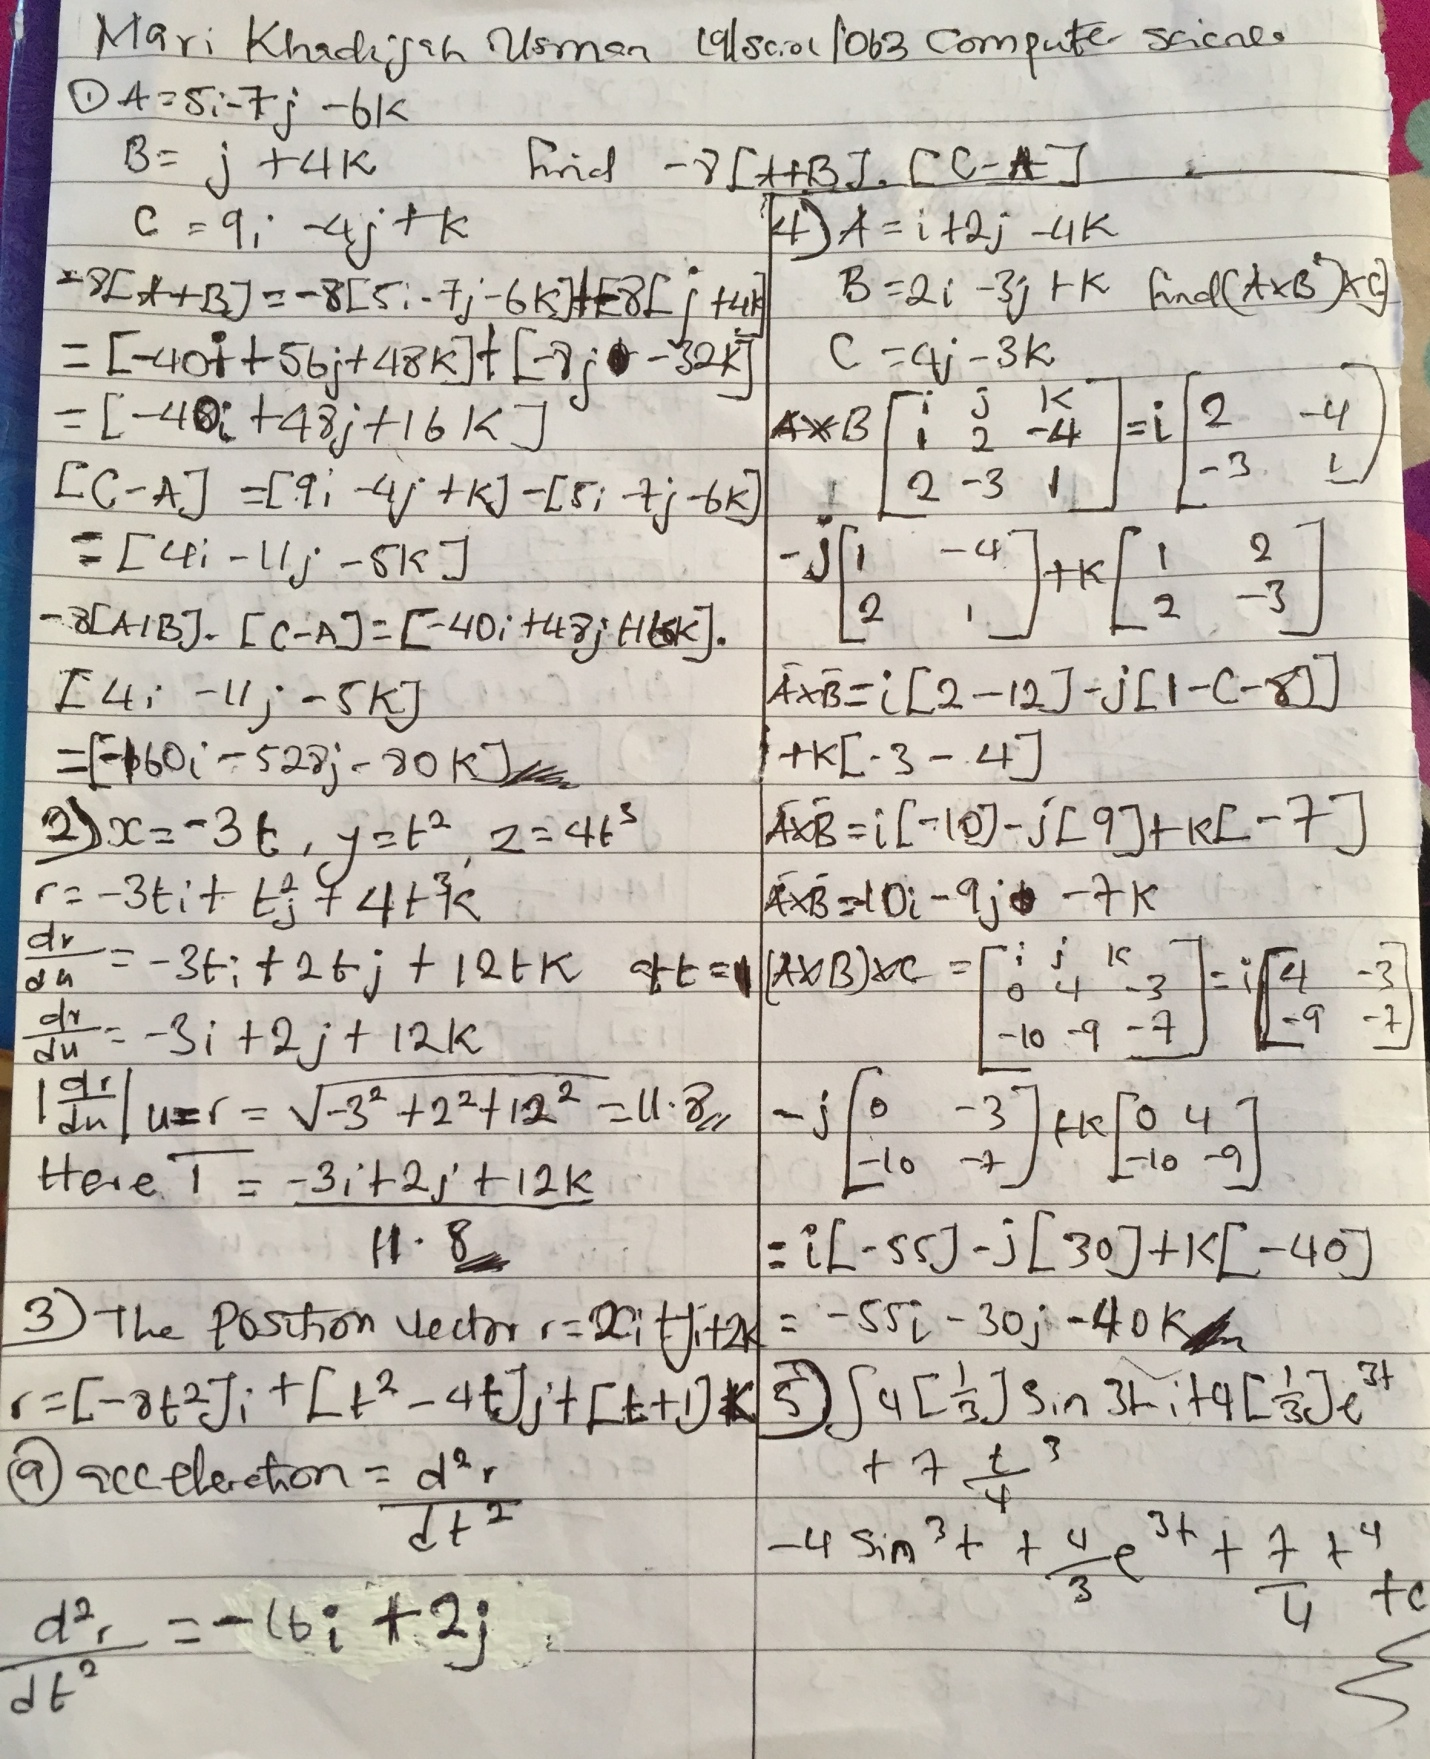 Mari Khadijah Usman 19/sci01/063 Computer science
① A=5i-7j-6k
B= j +4k find -8[A+B].[C-A]
C = 9i -4j+k
-8[A+B]=-8[5i-7j-6k]+[-8[j+4k]
=[-40i+56j+48k]+[-8j -32k]
=[-40i+48j+16k]
[C-A] =[9i-4j+k]-[5i-7j-6k]
=[4i-11j-5k]
-8[A+B].[C-A]=[-40i+48j+16k].
[4i -11j-5k]
=[-160i-528j-80k]
2) x=-3t, y=t², z=4t³
r=-3ti+t²j+4t³k
dr/du = -3ti+2tj+12tk at t=1
dr/du = -3i+2j+12k
|dr/du| u=r = √-3²+2²+12² =11.8
Here T = -3i+2j+12k
11.8
3) The position vector r=xi+yj+zk
r=[-8t²]i+[t²-4t]j+[t+1]k
(a) acceleration = d²r/dt²
d²r/dt² = -16i+2j
4) A=i+2j-4k
B=2i-3j+k find(A×B)×C
C=4j-3k
A×B [i j k = i[2 -4
1 2 -4
2 -3 1] -3 1]
-j[1 -4 +k[1 2
2 1] 2 -3]
A×B=i[2-12]-j[1-(-8)]
+k[-3-4]
A×B=i[-10]-j[9]+k[-7]
A×B=-10i-9j -7k
(A×B)×C = [i j k = i[4 -3
0 4 -3
-10 -9 -7] -9 -7]
-j[0 -3 +k[0 4
-10 -7] -10 -9]
=i[-55]-j[30]+k[-40]
=-55i-30j-40k
5) ∫4[1/3]Sin3ti+4[1/3]e³ᵗ
+7 t/4 ³
-4 Sin³t + 4/3 e³ᵗ + 7/4 t⁴
+c